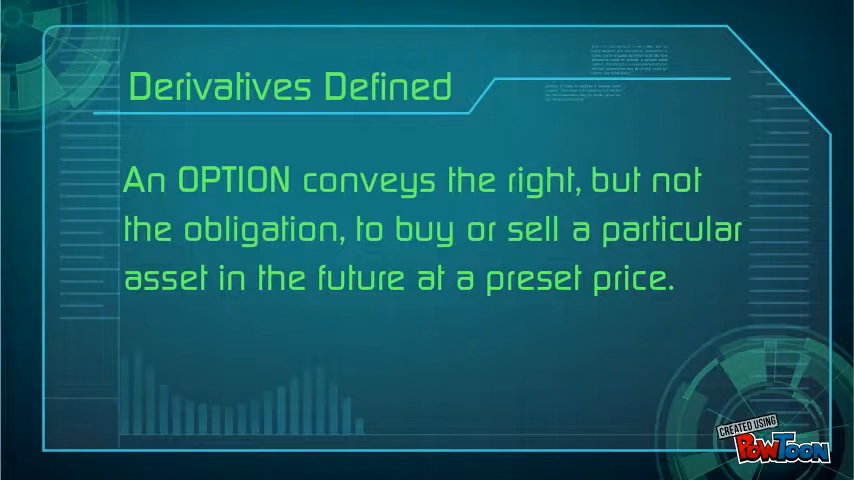 Derivatives Defined
An OPTION conveys the right, but not
the obligation, to buy or sell a particular
asset in the future at a preset price.
CREATED USING
POWTOON